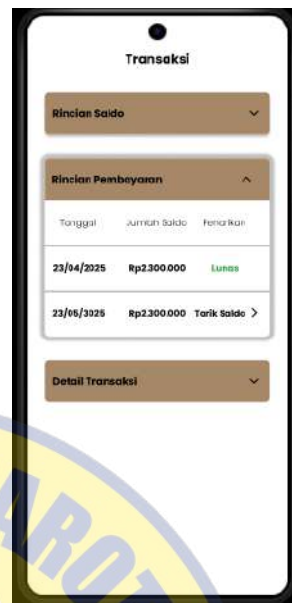 Transaksi
Rincian Saldo
Rincian Pembayaran
Tanggal Jumlah Saldo Penarikan
23/04/2025 Rp2.300.000 Lunas
23/05/3025 Rp2.300.000 Tarik Saldo >
Detail Transaksi